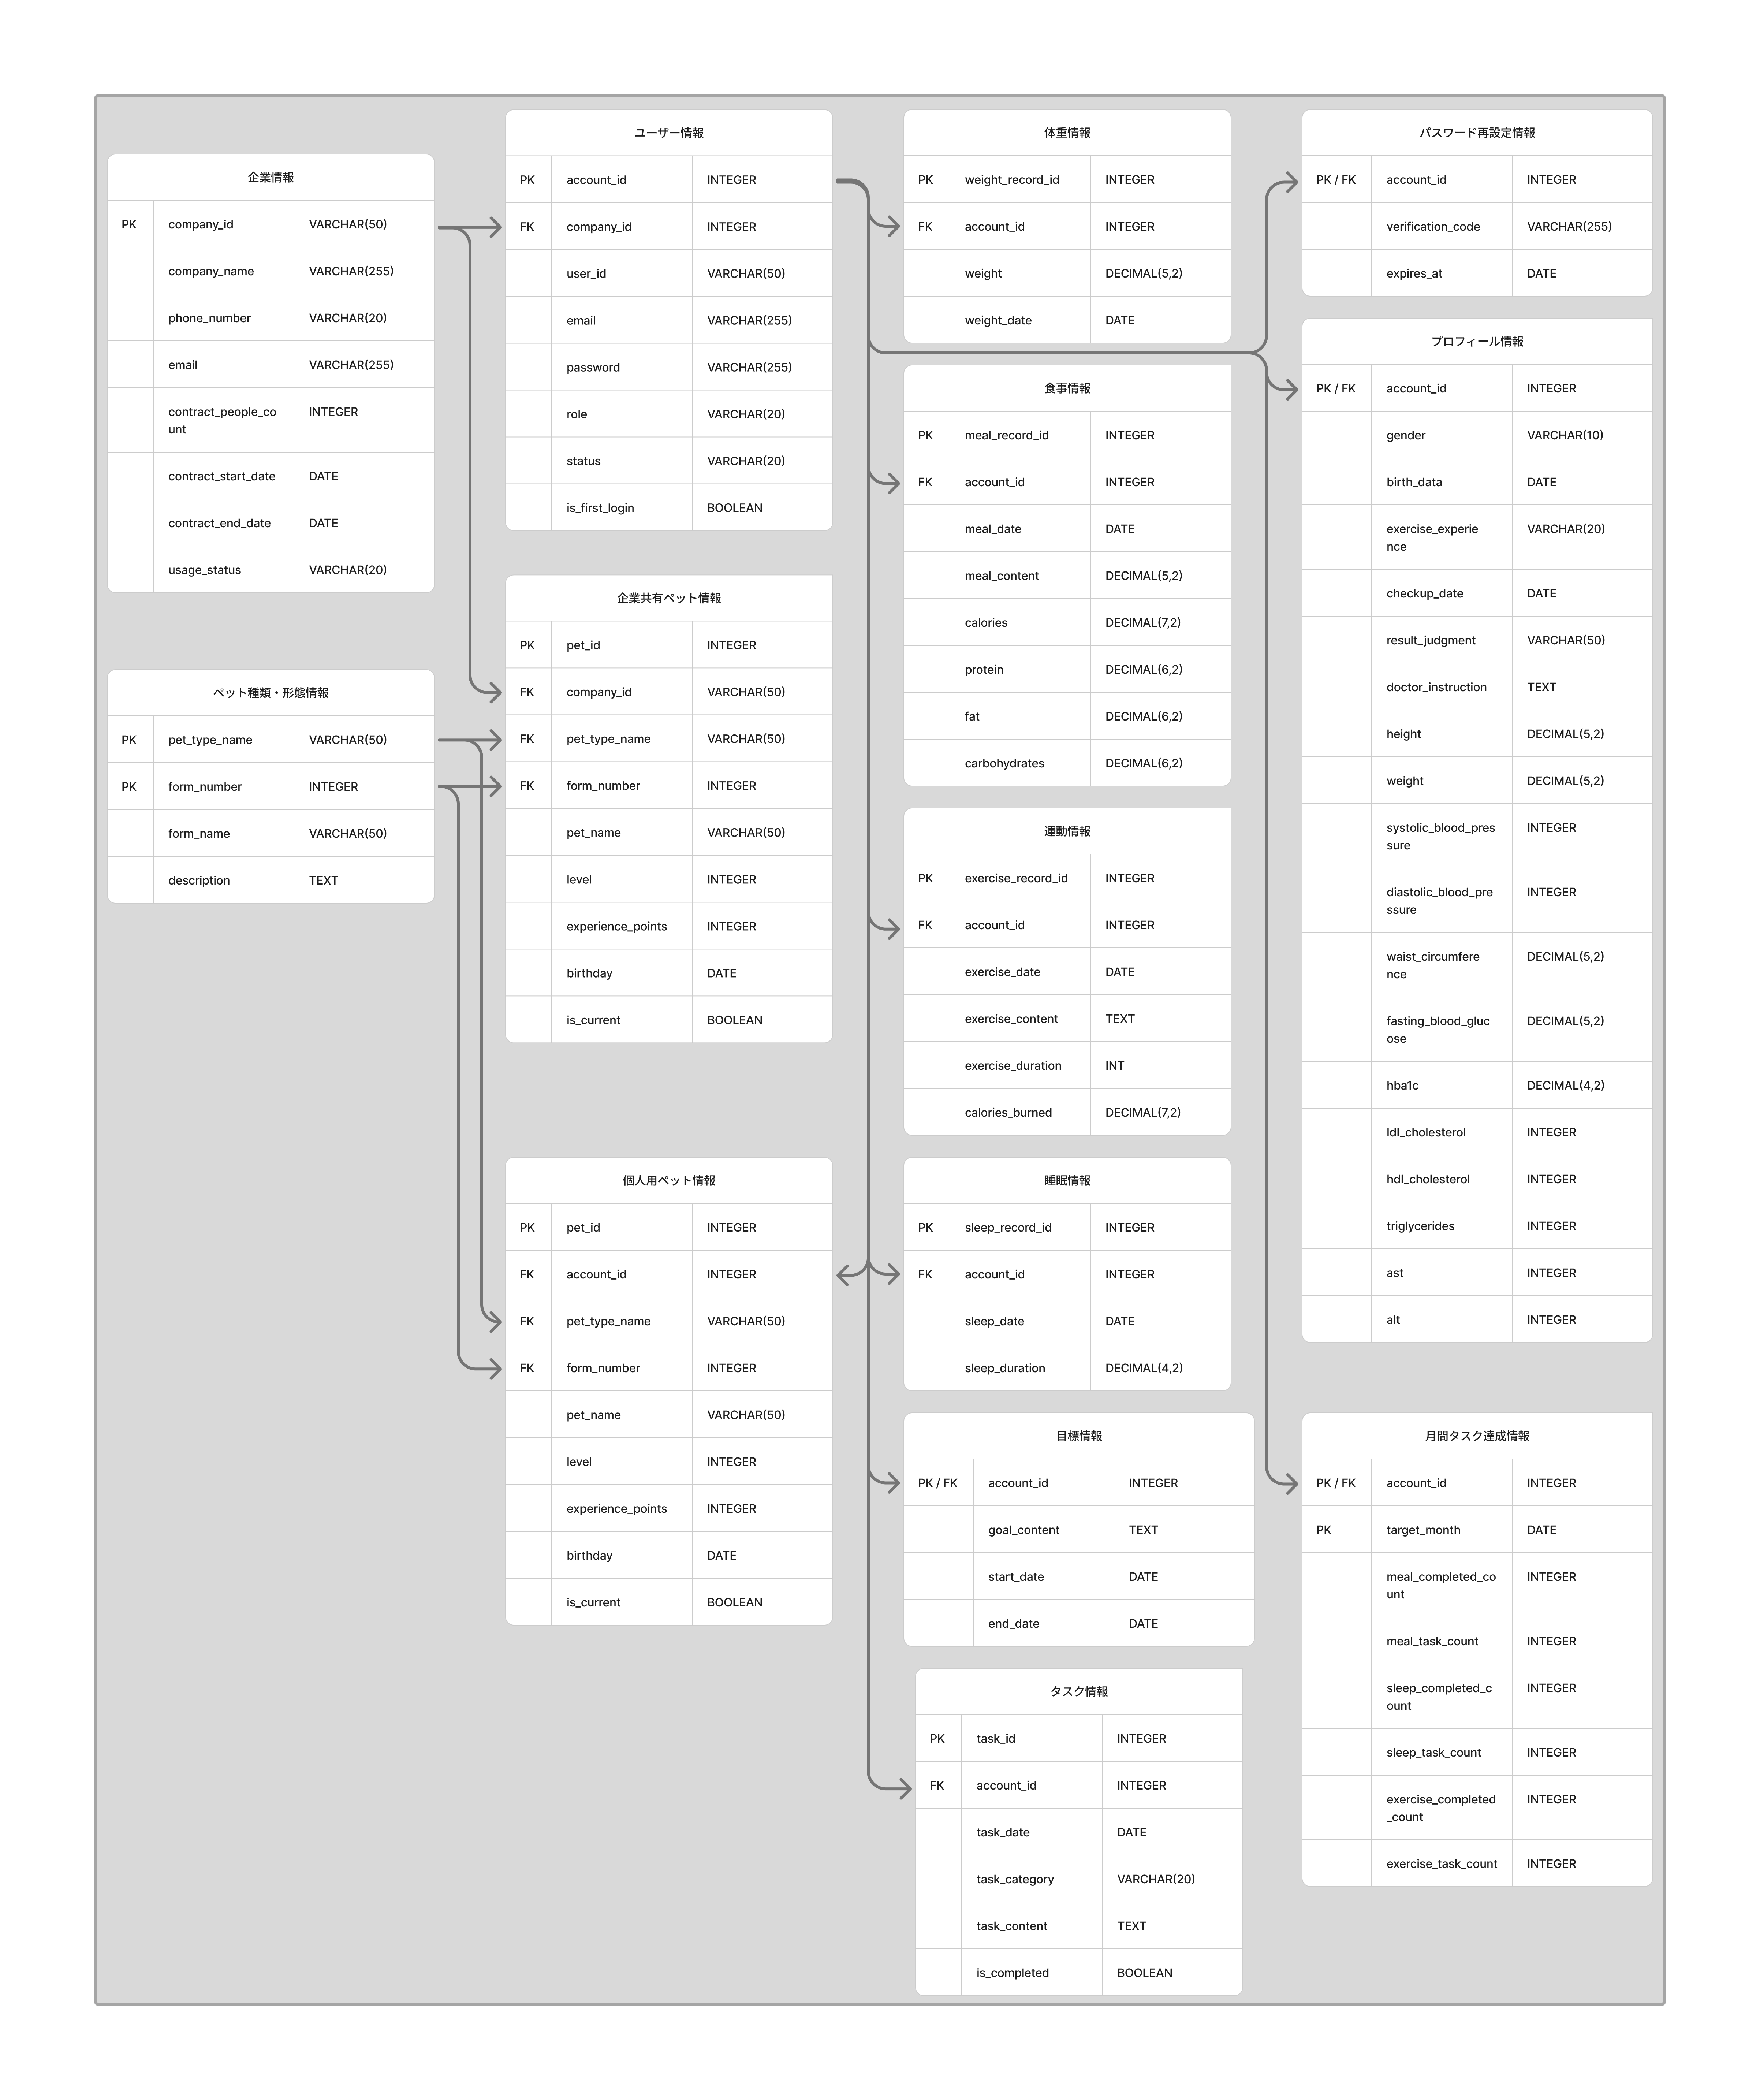 企業情報
PK company_id VARCHAR(50)
company_name VARCHAR(255)
phone_number VARCHAR(20)
email VARCHAR(255)
contract_people_co INTEGER
unt
contract_start_date DATE
contract_end_date DATE
usage_status VARCHAR(20)
ペット種類・形態情報
PK pet_type_name VARCHAR(50)
PK form_number INTEGER
form_name VARCHAR(50)
description TEXT
ユーザー情報
PK account_id INTEGER
FK company_id INTEGER
user_id VARCHAR(50)
email VARCHAR(255)
password VARCHAR(255)
role VARCHAR(20)
status VARCHAR(20)
is_first_login BOOLEAN
企業共有ペット情報
PK pet_id INTEGER
FK company_id VARCHAR(50)
FK pet_type_name VARCHAR(50)
FK form_number INTEGER
pet_name VARCHAR(50)
level INTEGER
experience_points INTEGER
birthday DATE
is_current BOOLEAN
個人用ペット情報
PK pet_id INTEGER
FK account_id INTEGER
FK pet_type_name VARCHAR(50)
FK form_number INTEGER
pet_name VARCHAR(50)
level INTEGER
experience_points INTEGER
birthday DATE
is_current BOOLEAN
体重情報
PK weight_record_id INTEGER
FK account_id INTEGER
weight DECIMAL(5,2)
weight_date DATE
食事情報
PK meal_record_id INTEGER
FK account_id INTEGER
meal_date DATE
meal_content DECIMAL(5,2)
calories DECIMAL(7,2)
protein DECIMAL(6,2)
fat DECIMAL(6,2)
carbohydrates DECIMAL(6,2)
運動情報
PK exercise_record_id INTEGER
FK account_id INTEGER
exercise_date DATE
exercise_content TEXT
exercise_duration INT
calories_burned DECIMAL(7,2)
睡眠情報
PK sleep_record_id INTEGER
FK account_id INTEGER
sleep_date DATE
sleep_duration DECIMAL(4,2)
目標情報
PK / FK account_id INTEGER
goal_content TEXT
start_date DATE
end_date DATE
タスク情報
PK task_id INTEGER
FK account_id INTEGER
task_date DATE
task_category VARCHAR(20)
task_content TEXT
is_completed BOOLEAN
パスワード再設定情報
PK / FK account_id INTEGER
verification_code VARCHAR(255)
expires_at DATE
プロフィール情報
PK / FK account_id INTEGER
gender VARCHAR(10)
birth_data DATE
exercise_experie VARCHAR(20)
nce
checkup_date DATE
result_judgment VARCHAR(50)
doctor_instruction TEXT
height DECIMAL(5,2)
weight DECIMAL(5,2)
systolic_blood_pres INTEGER
sure
diastolic_blood_pre INTEGER
ssure
waist_circumfere DECIMAL(5,2)
nce
fasting_blood_gluc DECIMAL(5,2)
ose
hba1c DECIMAL(4,2)
ldl_cholesterol INTEGER
hdl_cholesterol INTEGER
triglycerides INTEGER
ast INTEGER
alt INTEGER
月間タスク達成情報
PK / FK account_id INTEGER
PK target_month DATE
meal_completed_co INTEGER
unt
meal_task_count INTEGER
sleep_completed_c INTEGER
ount
sleep_task_count INTEGER
exercise_completed INTEGER
_count
exercise_task_count INTEGER